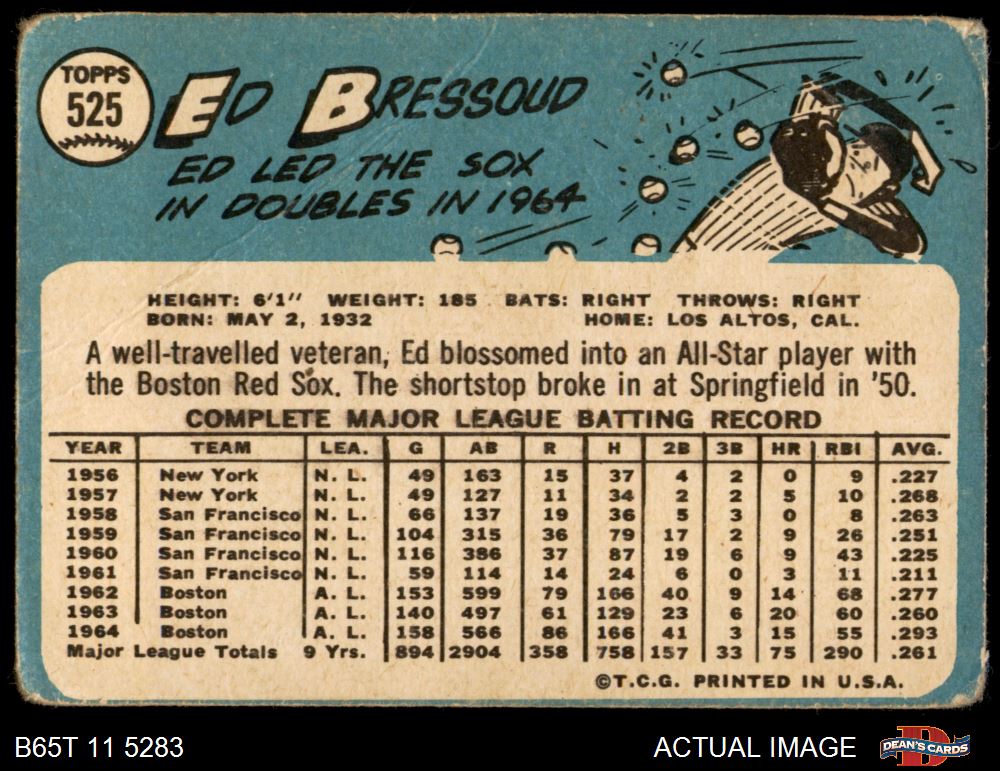 TOPPS
525
ED BRESSOUD
ED LED THE SOX
IN DOUBLES IN 1964
HEIGHT: 6'1" WEIGHT: 185 BATS: RIGHT THROWS: RIGHT
BORN: MAY 2, 1932 HOME: LOS ALTOS, CAL.
A well-travelled veteran, Ed blossomed into an All-Star player with
the Boston Red Sox. The shortstop broke in at Springfield in '50.
COMPLETE MAJOR LEAGUE BATTING RECORD
YEAR TEAM LEA. G AB R H 2B 3B HR RBI AVG.
1956 New York N. L. 49 163 15 37 4 2 0 9 .227
1957 New York N. L. 49 127 11 34 2 2 5 10 .268
1958 San Francisco N. L. 66 137 19 36 5 3 0 8 .263
1959 San Francisco N. L. 104 315 36 79 17 2 9 26 .251
1960 San Francisco N. L. 116 386 37 87 19 6 9 43 .225
1961 San Francisco N. L. 59 114 14 24 6 0 3 11 .211
1962 Boston A. L. 153 599 79 166 40 9 14 68 .277
1963 Boston A. L. 140 497 61 129 23 6 20 60 .260
1964 Boston A. L. 158 566 86 166 41 3 15 55 .293
Major League Totals 9 Yrs. 894 2904 358 758 157 33 75 290 .261
©T.C.G. PRINTED IN U.S.A.
B65T 11 5283 ACTUAL IMAGE
D
DEAN'S CARDS